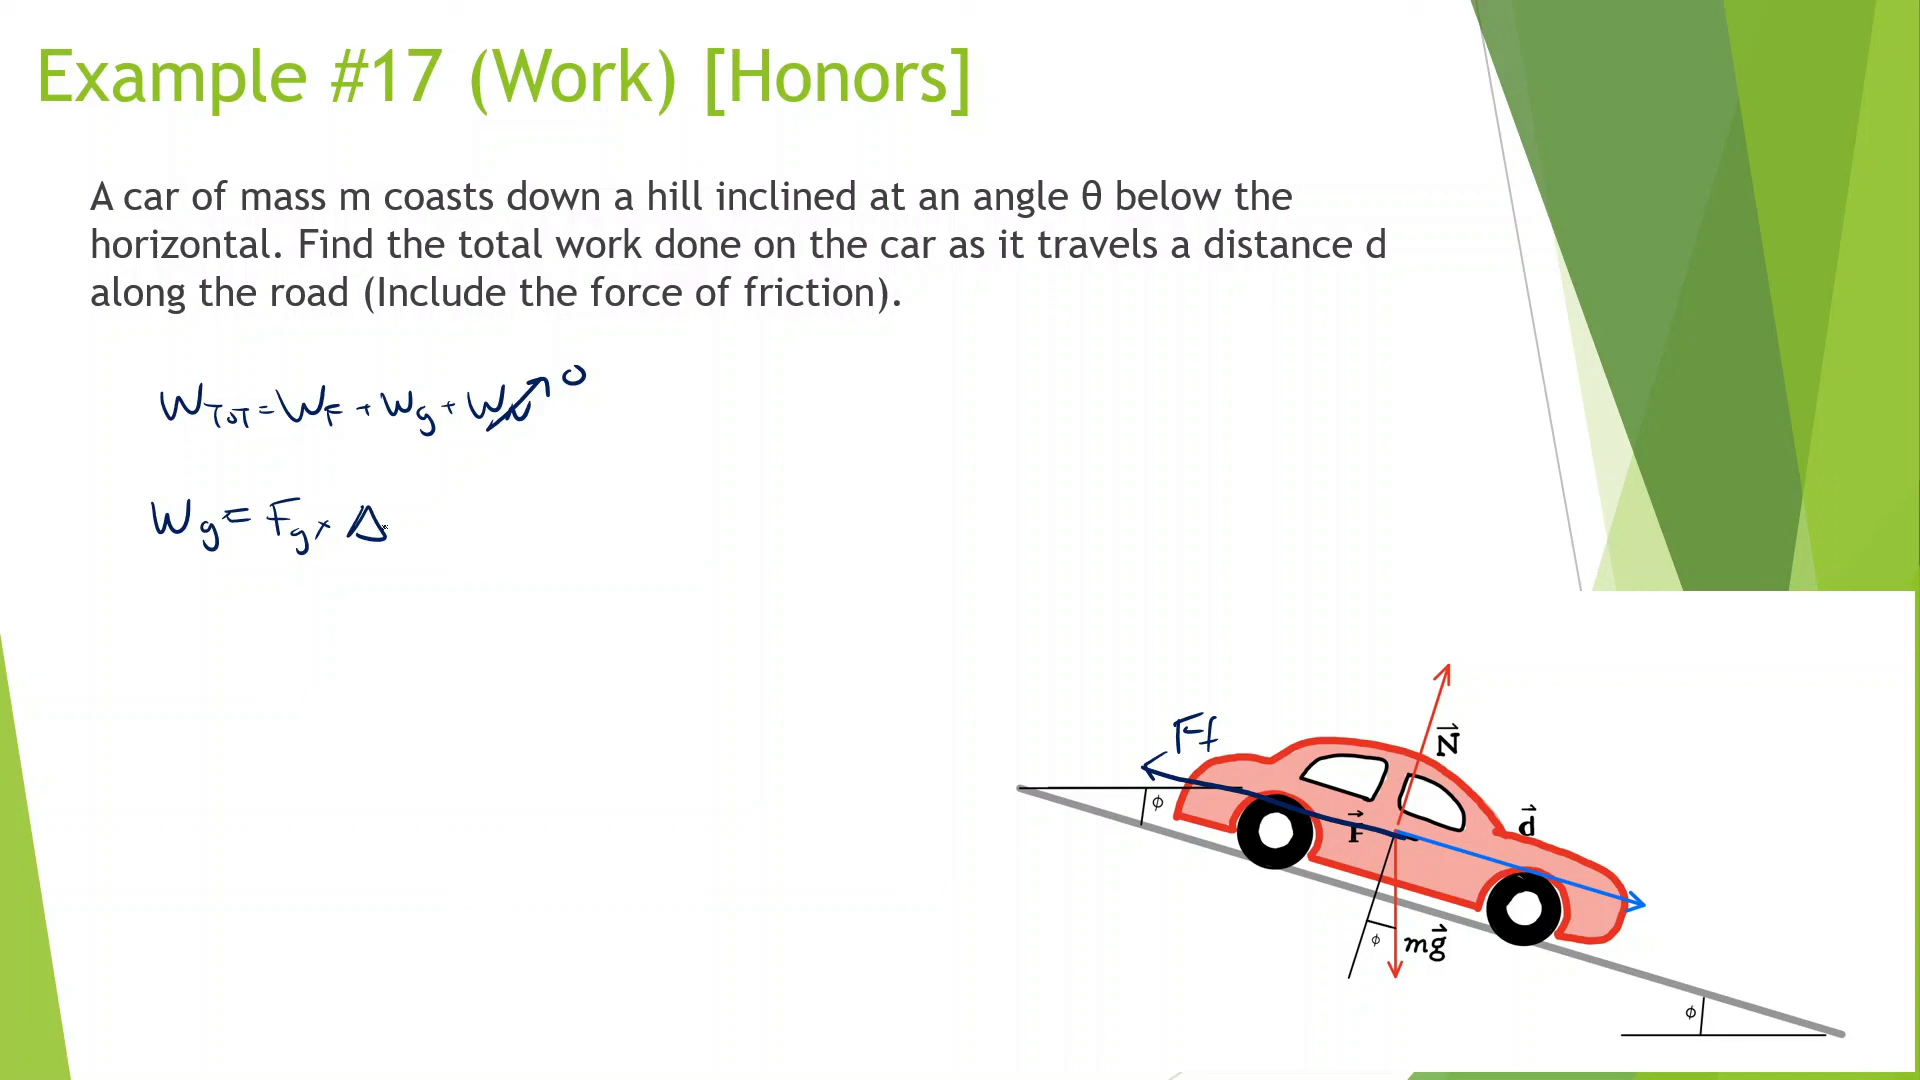 Example #17 (Work) [Honors]
A car of mass m coasts down a hill inclined at an angle θ below the
horizontal. Find the total work done on the car as it travels a distance d
along the road (Include the force of friction).
W_TOT = W_F + W_g + W_N 0
W_g = F_gx Δ
Ff
N⃗
ϕ
F⃗
d⃗
ϕ
mg⃗
ϕ